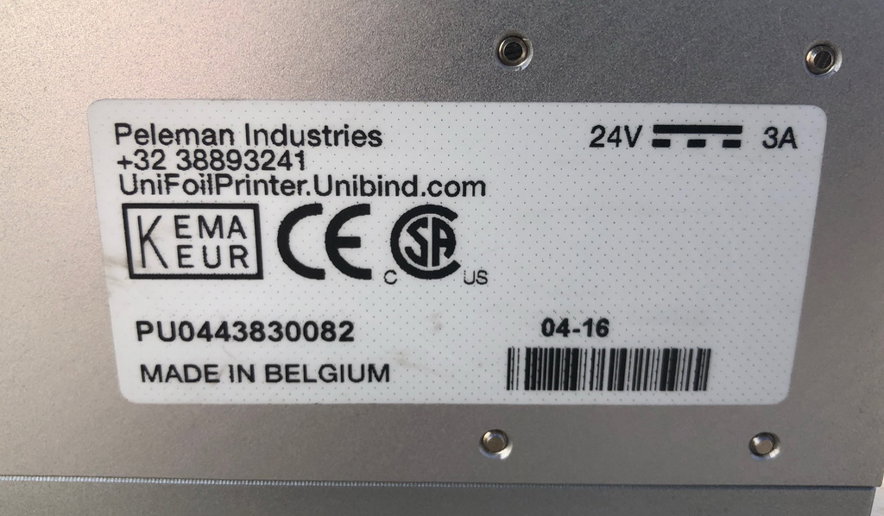 Peleman Industries
+32 38893241
UniFoilPrinter.Unibind.com
24V 3A
KEMA
EUR
CE
C SA US
PU0443830082
04-16
MADE IN BELGIUM